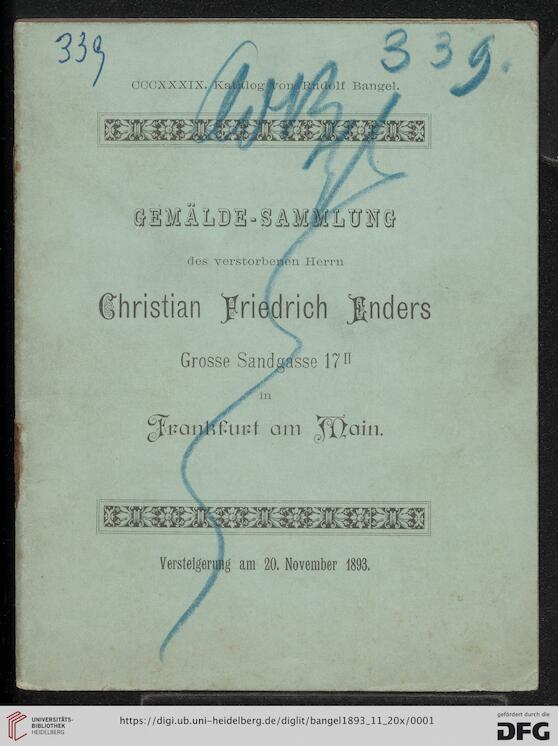 339
339.
CCCXXXIX. Katalog von Rudolf Bangel.
GEMÄLDE-SAMMLUNG
des verstorbenen Herrn
Christian Friedrich Enders
Grosse Sandgasse 17 II
in
Frankfurt am Main.
Versteigerung am 20. November 1893.
UNIVERSITÄTS-
BIBLIOTHEK
HEIDELBERG
https://digi.ub.uni-heidelberg.de/diglit/bangel1893_11_20x/0001
gefördert durch die
DFG